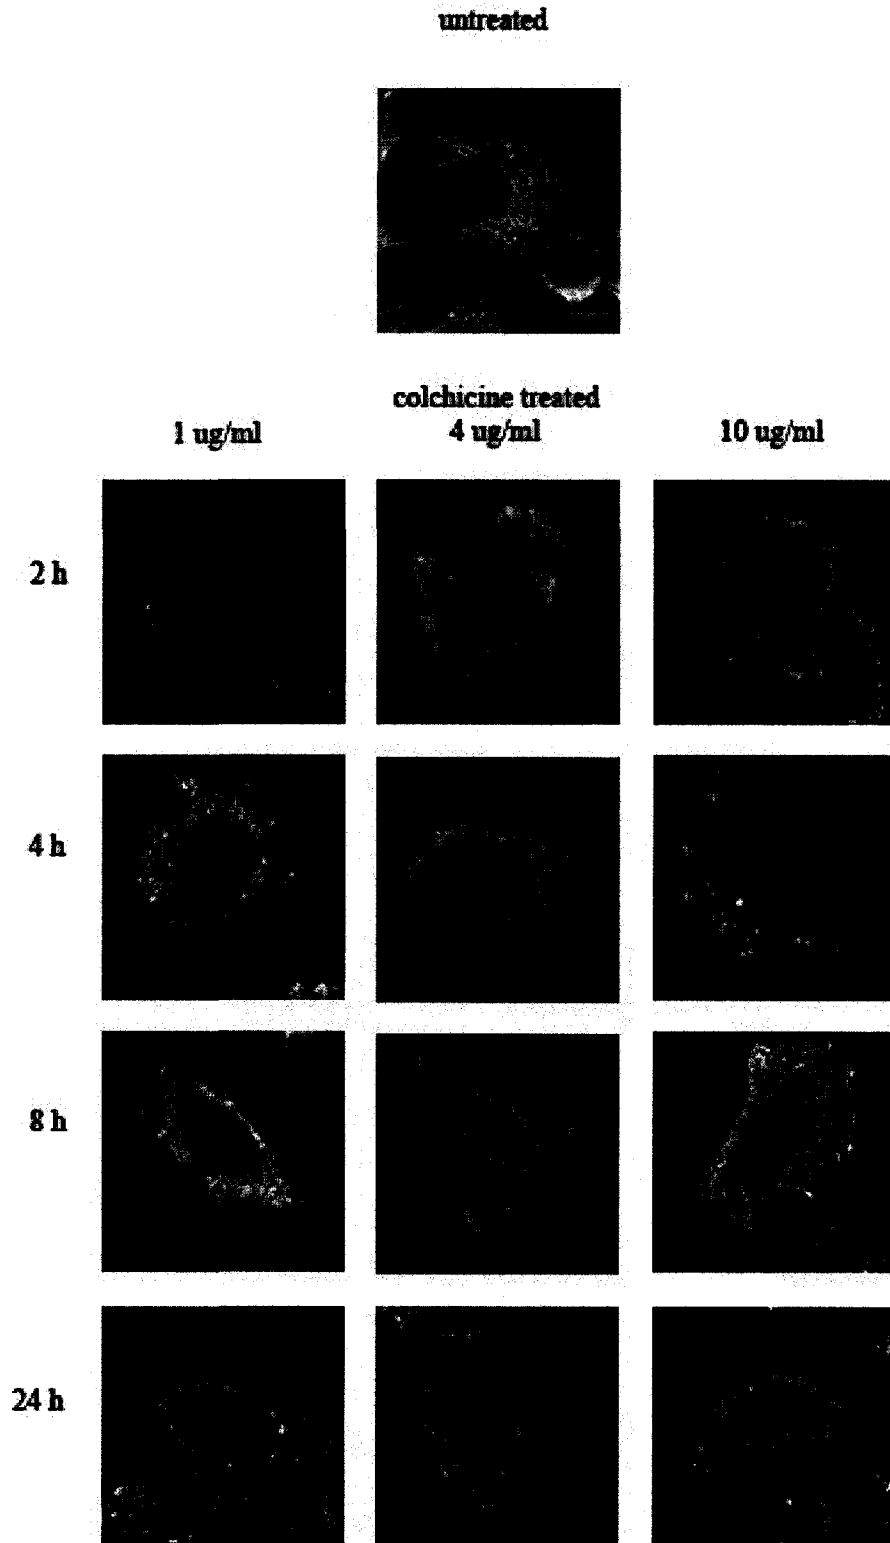 untreated
colchicine treated
1 ug/ml 4 ug/ml 10 ug/ml
2 h
4 h
8 h
24 h